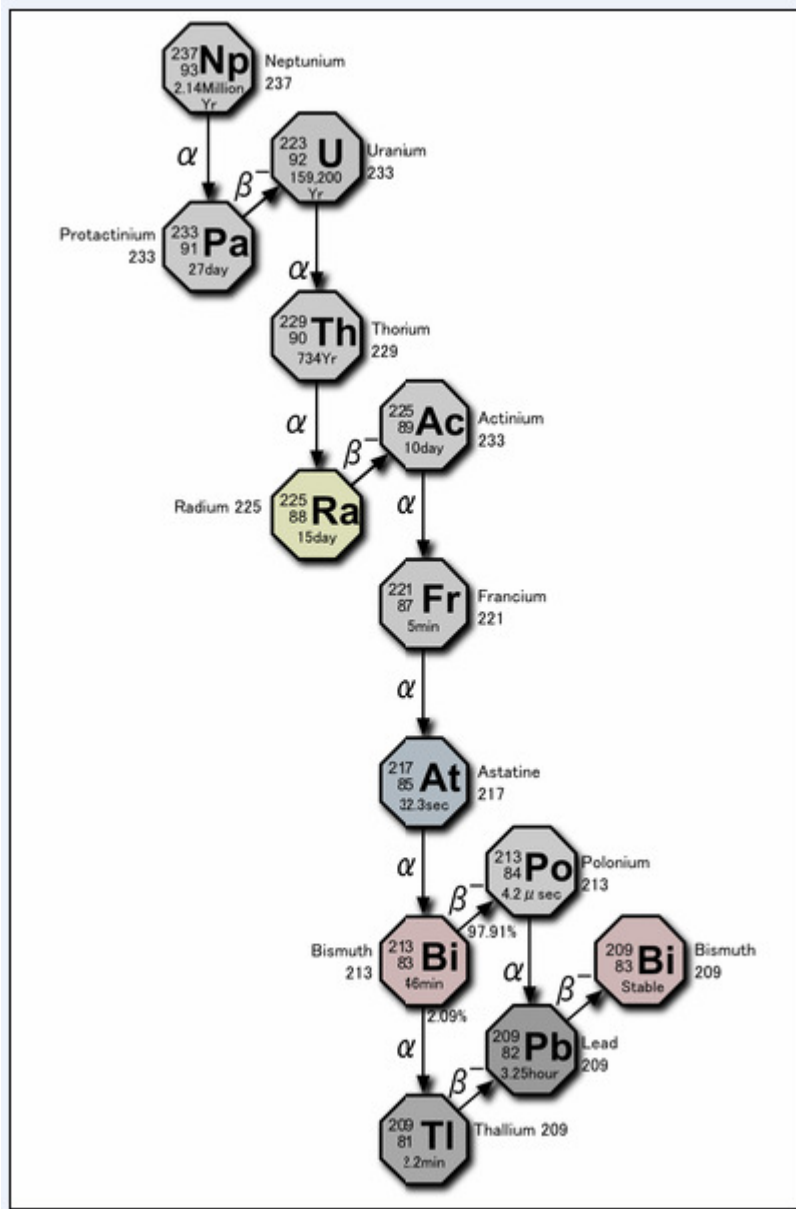 237
93
Np
2.14Million
Yr
Neptunium
237
α
β−
223
92
U
159,200
Yr
Uranium
233
Protactinium
233
233
91
Pa
27day
α
229
90
Th
734Yr
Thorium
229
α
β−
225
89
Ac
10day
Actinium
233
Radium 225
225
88
Ra
15day
α
221
87
Fr
5min
Francium
221
α
217
85
At
32.3sec
Astatine
217
α
β−
97.91%
213
84
Po
4.2 μ sec
Polonium
213
Bismuth
213
213
83
Bi
46min
2.09%
α
β−
209
83
Bi
Stable
Bismuth
209
α
β−
209
82
Pb
3.25hour
Lead
209
209
81
Tl
2.2min
Thallium 209